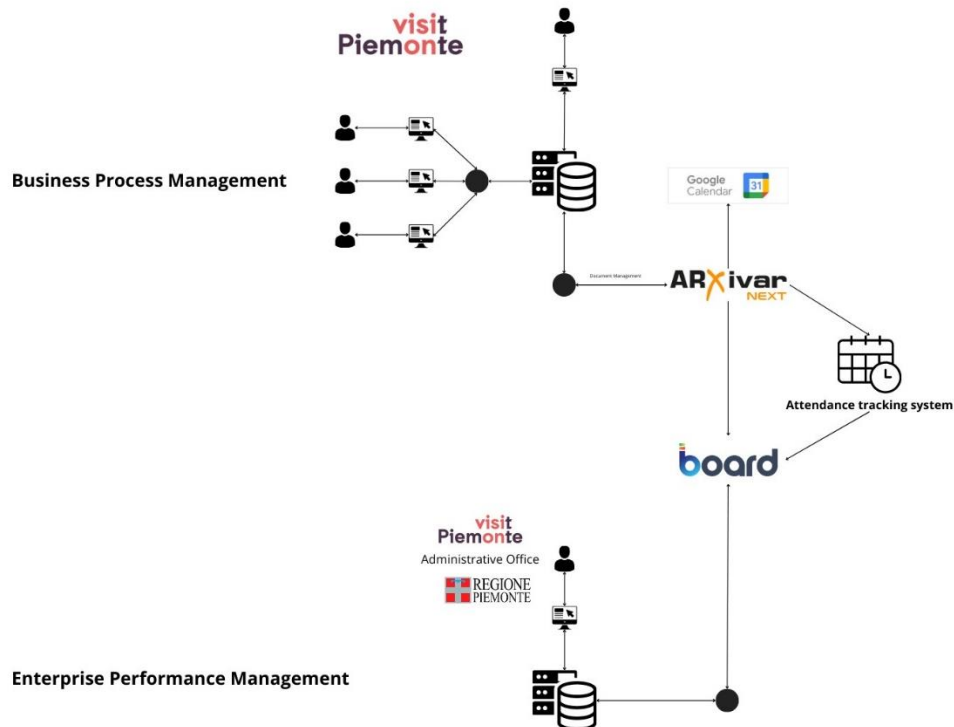 visit
Piemonte
Business Process Management
Google
Calendar
31
Document Management
ARXivar
NEXT
Attendance tracking system
board
visit
Piemonte
Administrative Office
REGIONE
PIEMONTE
Enterprise Performance Management